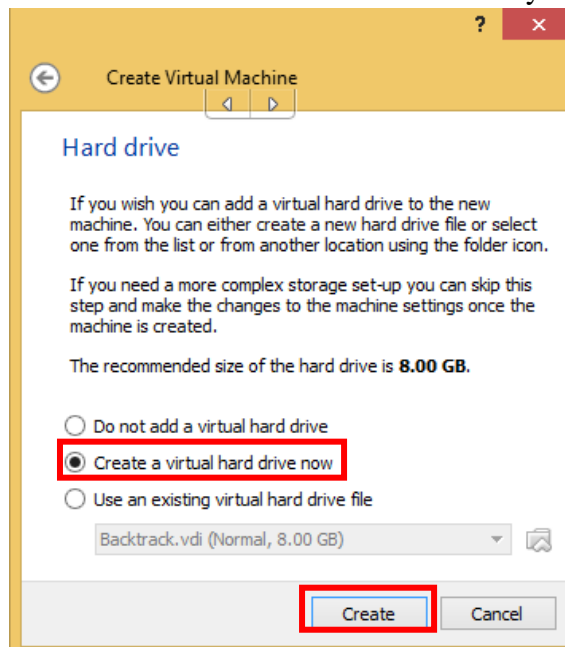 ?
Create Virtual Machine
Hard drive
If you wish you can add a virtual hard drive to the new
machine. You can either create a new hard drive file or select
one from the list or from another location using the folder icon.
If you need a more complex storage set-up you can skip this
step and make the changes to the machine settings once the
machine is created.
The recommended size of the hard drive is 8.00 GB.
Do not add a virtual hard drive
Create a virtual hard drive now
Use an existing virtual hard drive file
Backtrack.vdi (Normal, 8.00 GB)
Create Cancel